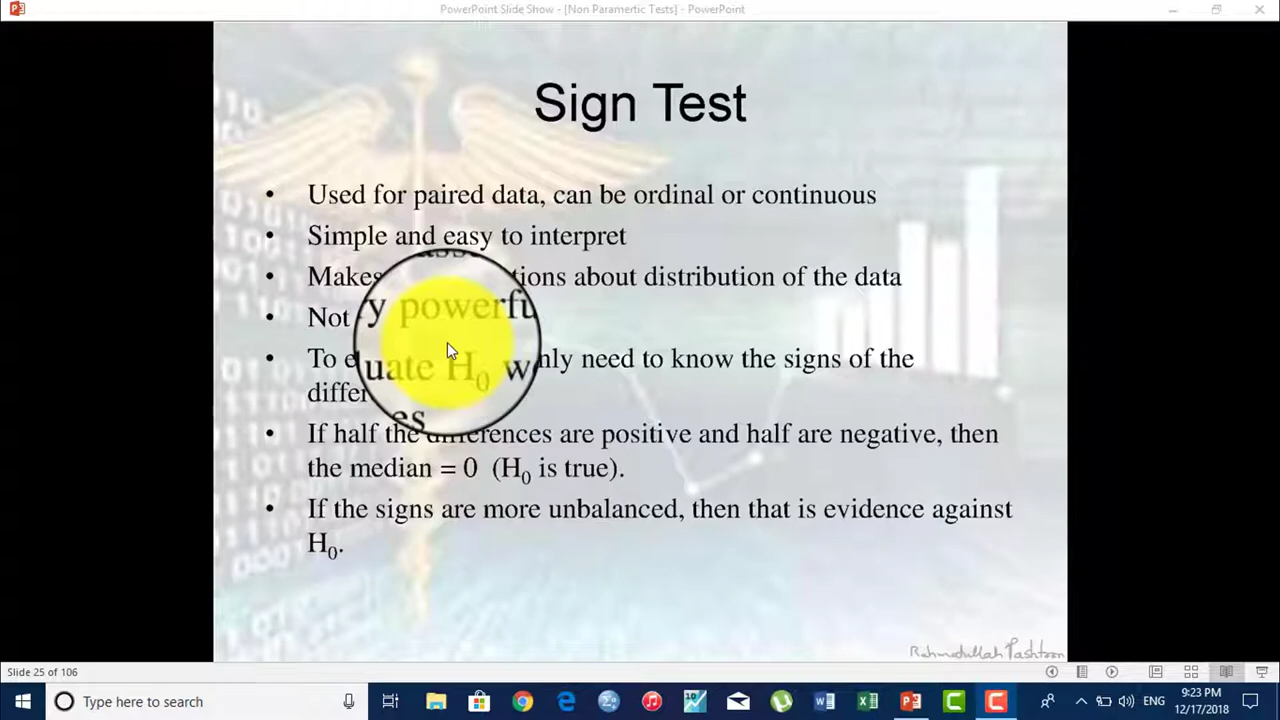 PowerPoint Slide Show - [Non Paramertic Tests] - PowerPoint
Sign Test
• Used for paired data, can be ordinal or continuous
• Simple and easy to interpret
• Makes tions about distribution of the data
• Not y powerfu
• To e uate H0 w nly need to know the signs of the
differ es
• If half the differences are positive and half are negative, then
the median = 0 (H0 is true).
• If the signs are more unbalanced, then that is evidence against
H0.
Rahmatullah Pashtoon
Slide 25 of 106
Type here to search
ENG
9:23 PM
12/17/2018